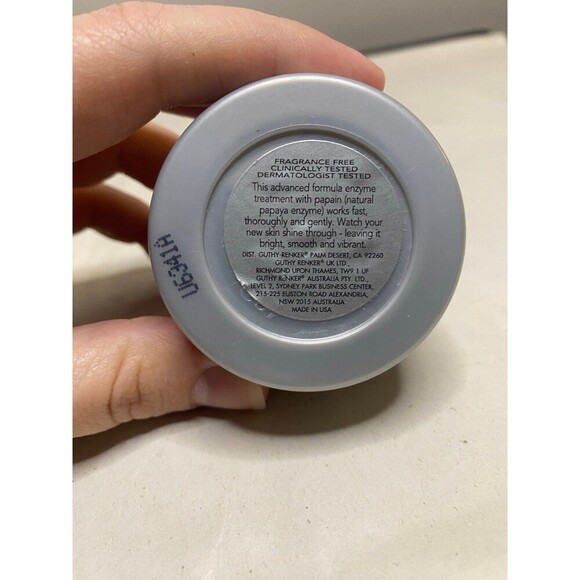 FRAGRANCE FREE
CLINICALLY TESTED
DERMATOLOGIST TESTED
This advanced formula enzyme
treatment with papain (natural
papaya enzyme) works fast,
thoroughly and gently. Watch your
new skin shine through - leaving it
bright, smooth and vibrant.
DIST. GUTHY-RENKER® PALM DESERT, CA 92260
GUTHY RENKER® UK LTD.,
RICHMOND UPON THAMES, TW9 1 UF
GUTHY RENKER® AUSTRALIA PTY. LTD.,
LEVEL 2, SYDNEY PARK BUSINESS CENTER,
215-225 EUSTON ROAD ALEXANDRIA,
NSW 2015 AUSTRALIA
MADE IN USA
U6341A